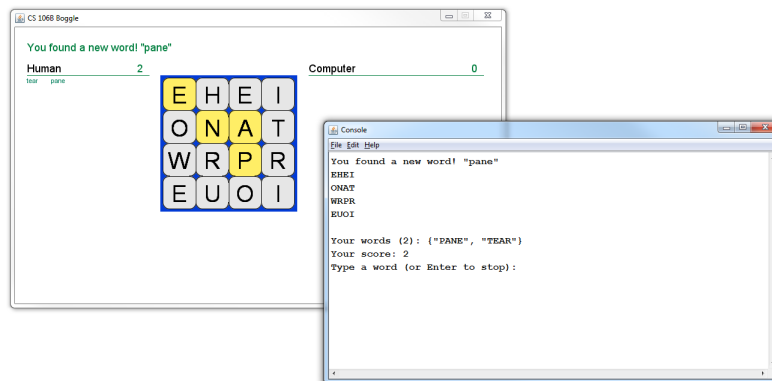 CS 106B Boggle
You found a new word! "pane"
Human 2
tear pane
Computer 0
E H E I
O N A T
W R P R
E U O I
Console
File Edit Help
You found a new word! "pane"
EHEI
ONAT
WRPR
EUOI
Your words (2): {"PANE", "TEAR"}
Your score: 2
Type a word (or Enter to stop):